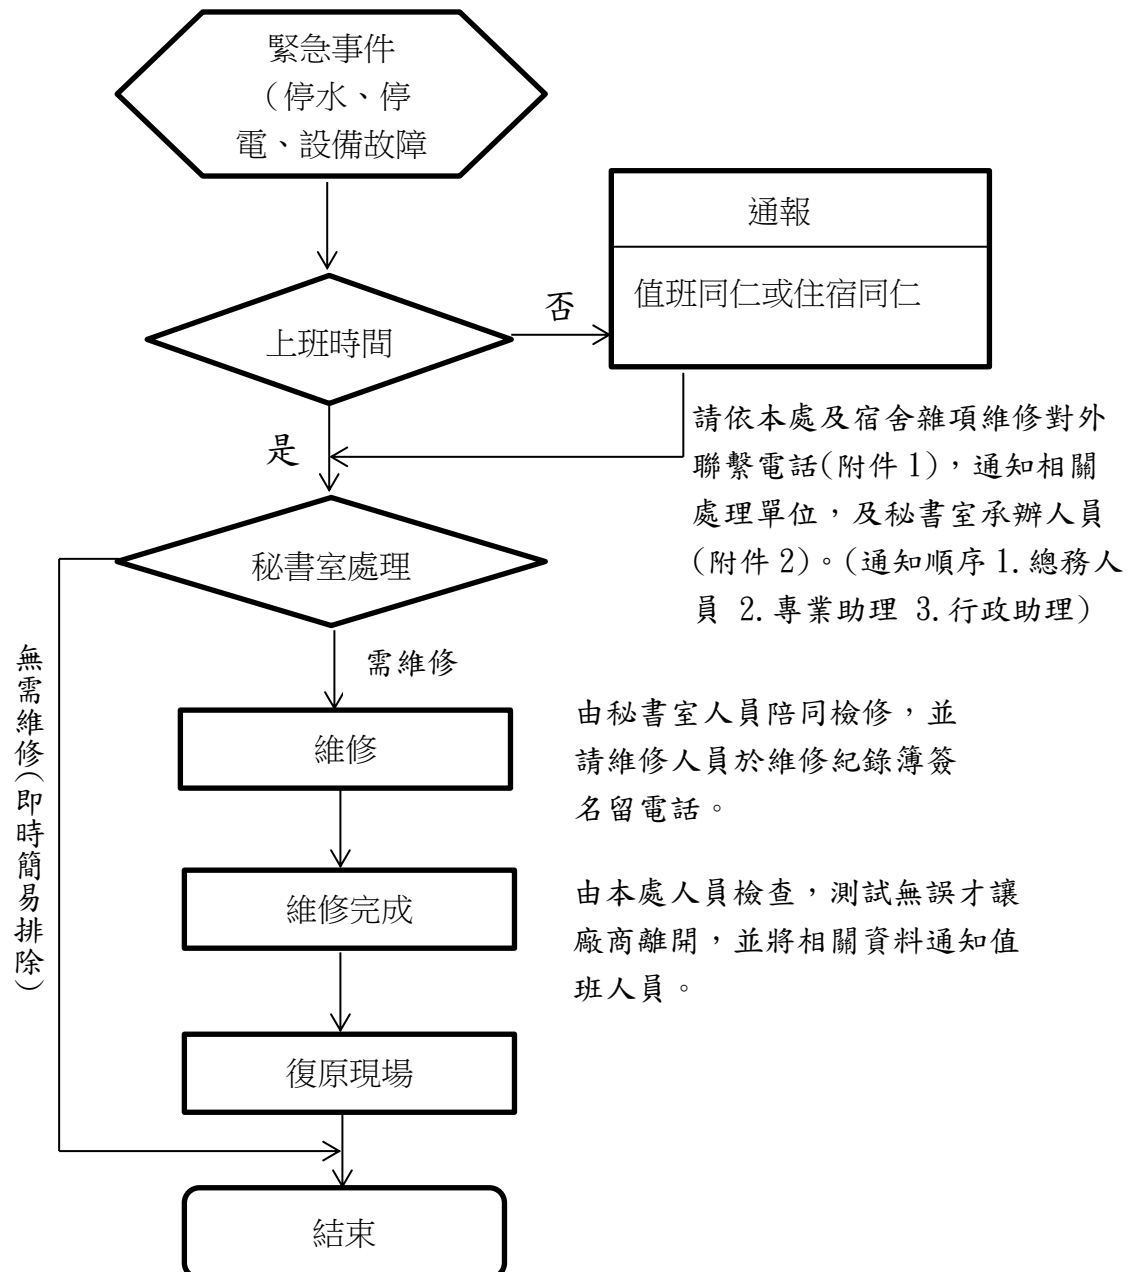 緊急事件
（停水、停
電、設備故障
通報
值班同仁或住宿同仁
否
上班時間
是
請依本處及宿舍雜項維修對外
聯繫電話(附件1)，通知相關
處理單位，及秘書室承辦人員
(附件2)。(通知順序1.總務人
員 2.專業助理 3.行政助理)
秘書室處理
需維修
無需維修(即時簡易排除)
維修
由秘書室人員陪同檢修，並
請維修人員於維修紀錄簿簽
名留電話。
維修完成
由本處人員檢查，測試無誤才讓
廠商離開，並將相關資料通知值
班人員。
復原現場
結束